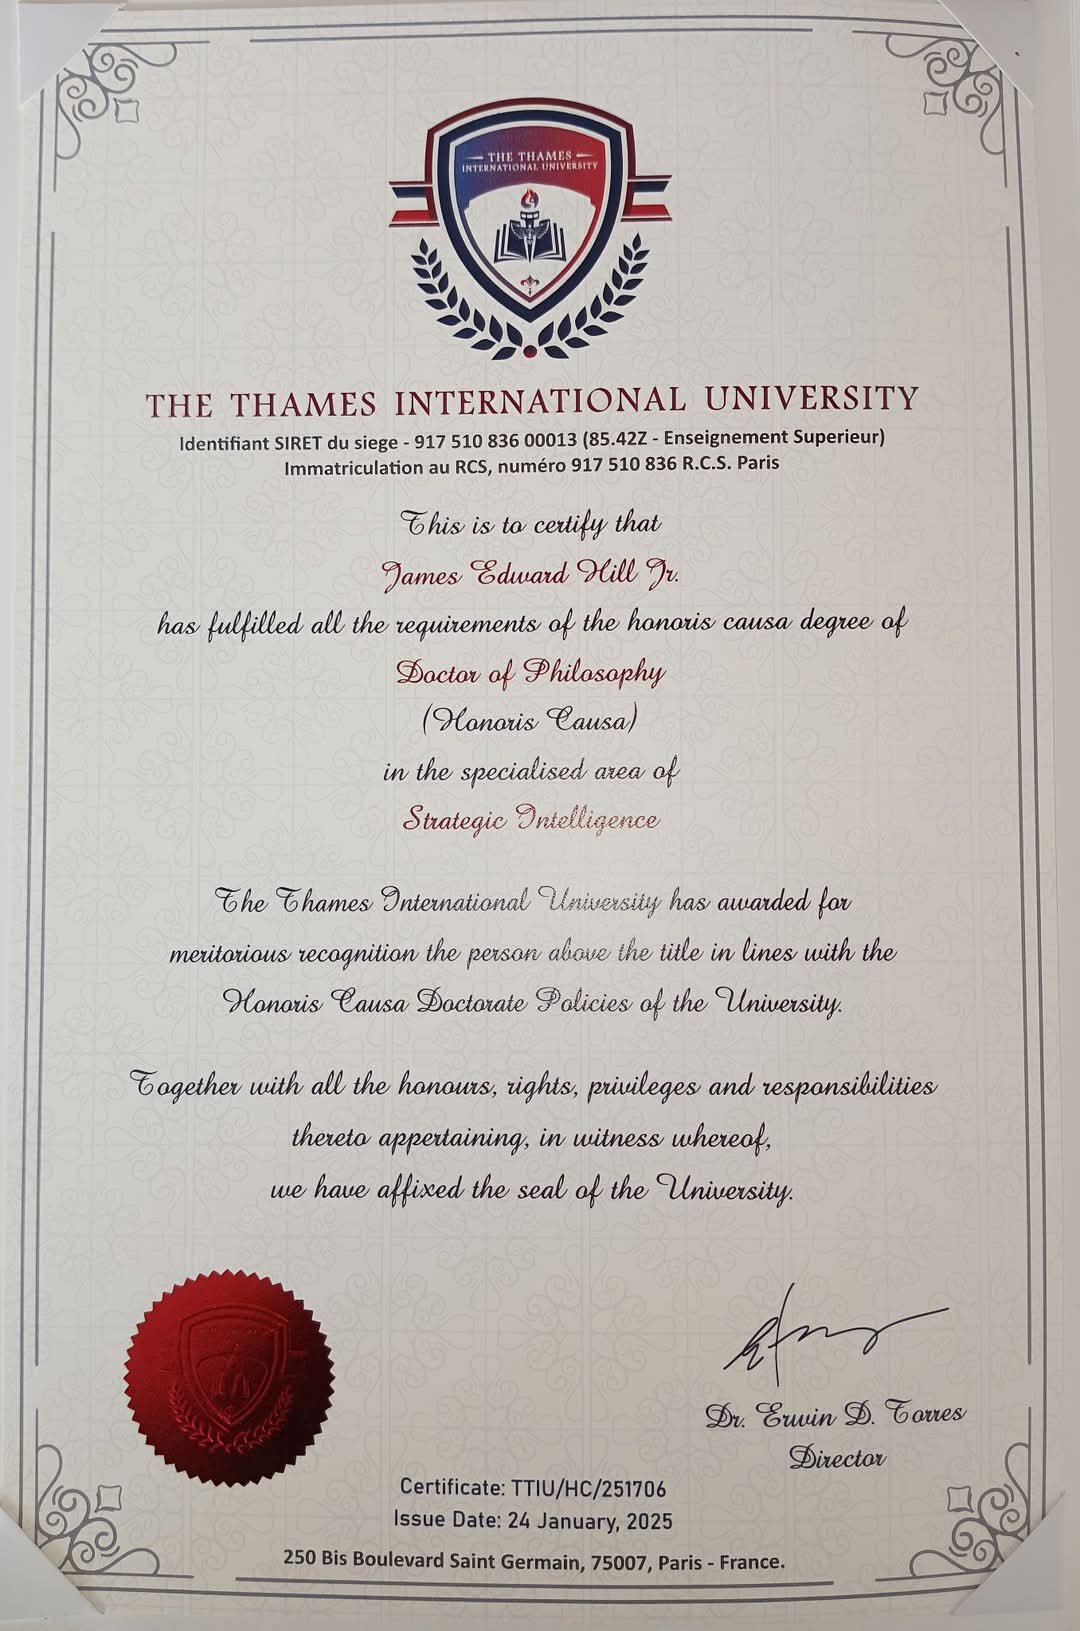 THE THAMES
INTERNATIONAL UNIVERSITY
THE THAMES INTERNATIONAL UNIVERSITY
Identifiant SIRET du siege - 917 510 836 00013 (85.42Z - Enseignement Superieur)
Immatriculation au RCS, numéro 917 510 836 R.C.S. Paris
This is to certify that
James Edward Hill Jr.
has fulfilled all the requirements of the honoris causa degree of
Doctor of Philosophy
(Honoris Causa)
in the specialised area of
Strategic Intelligence
The Thames International University has awarded for
meritorious recognition the person above the title in lines with the
Honoris Causa Doctorate Policies of the University.
Together with all the honours, rights, privileges and responsibilities
thereto appertaining, in witness whereof,
we have affixed the seal of the University.
Dr. Erwin D. Torres
Director
Certificate: TTIU/HC/251706
Issue Date: 24 January, 2025
250 Bis Boulevard Saint Germain, 75007, Paris - France.